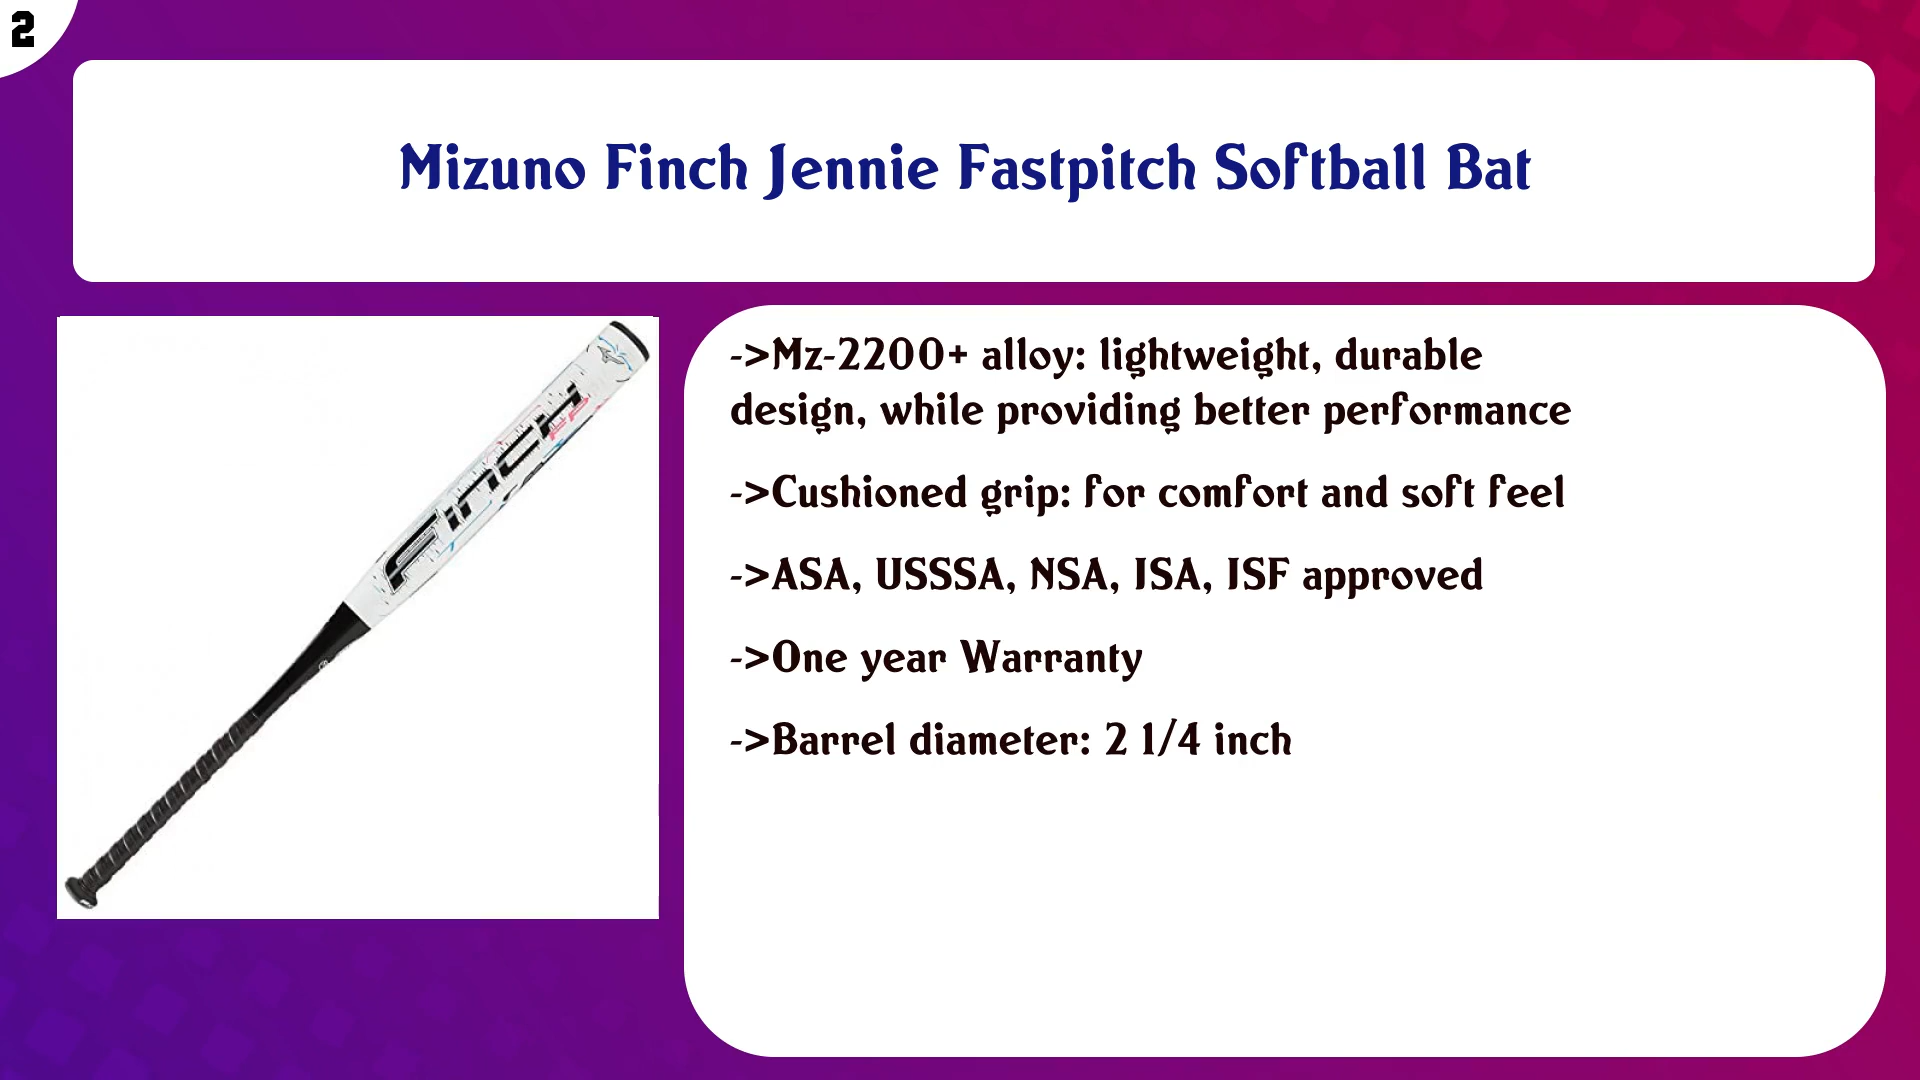 2
Mizuno Finch Jennie Fastpitch Softball Bat
Finch
->Mz-2200+ alloy: lightweight, durable
design, while providing better performance
->Cushioned grip: for comfort and soft feel
->ASA, USSSA, NSA, ISA, ISF approved
->One year Warranty
->Barrel diameter: 2 1/4 inch